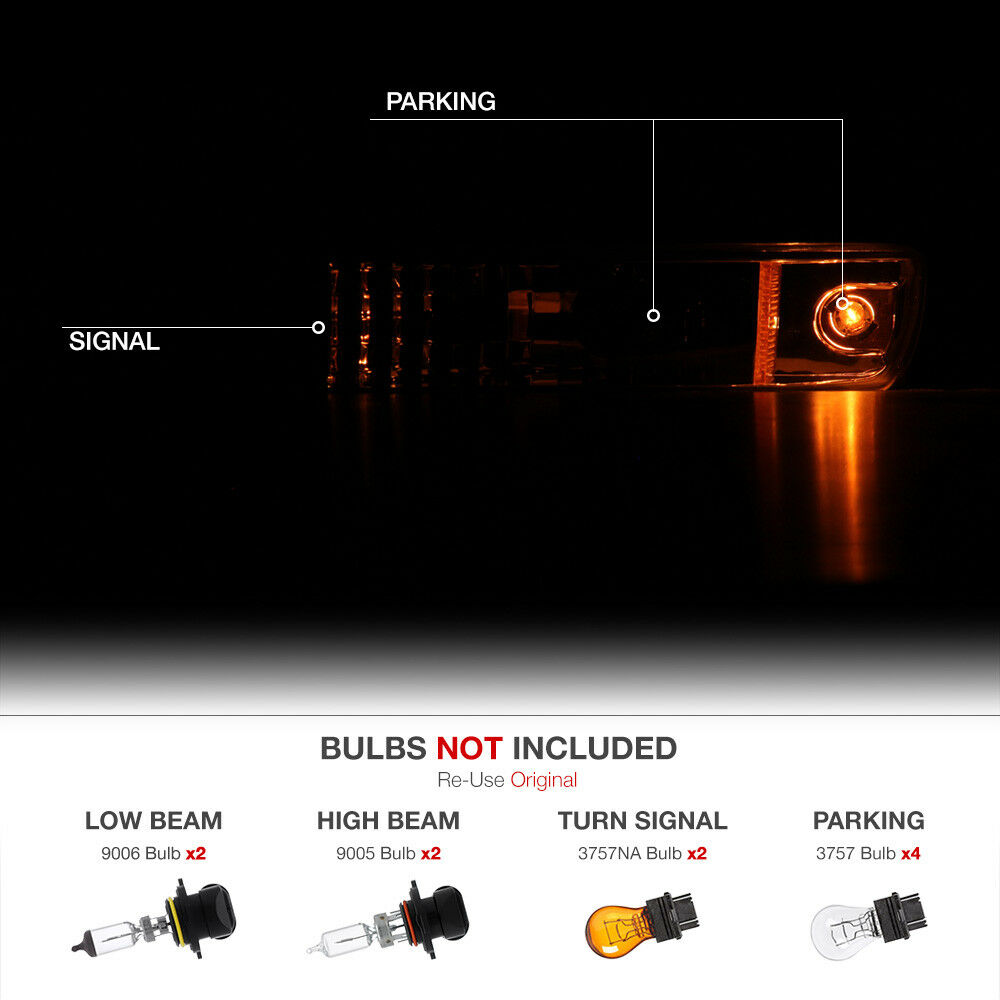 PARKING
SIGNAL
BULBS NOT INCLUDED
Re-Use Original
LOW BEAM
9006 Bulb x2
HIGH BEAM
9005 Bulb x2
TURN SIGNAL
3757NA Bulb x2
PARKING
3757 Bulb x4